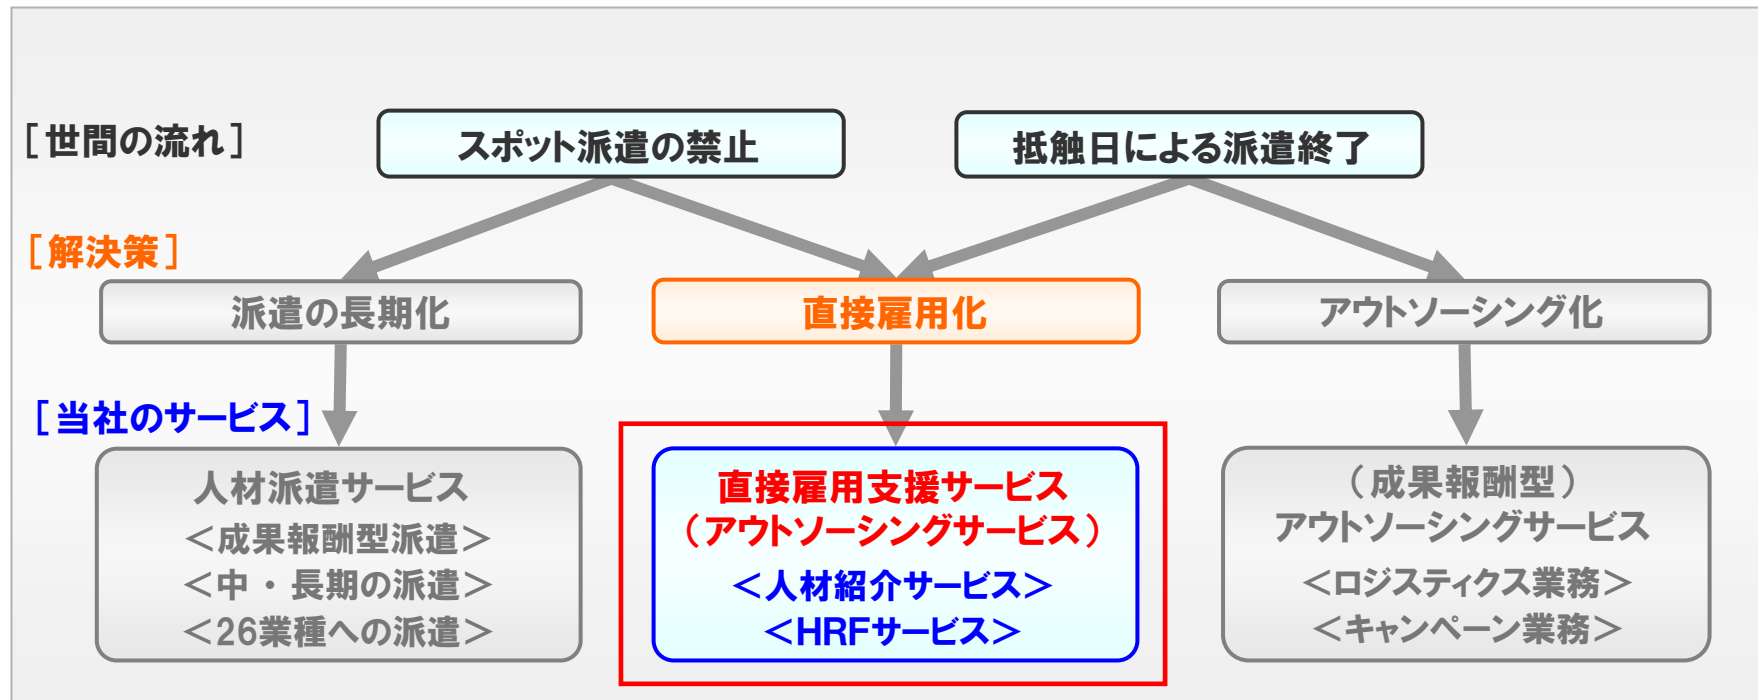 [世間の流れ]
スポット派遣の禁止
抵触日による派遣終了
[解決策]
派遣の長期化
直接雇用化
アウトソーシング化
[当社のサービス]
人材派遣サービス
<成果報酬型派遣>
<中・長期の派遣>
<26業種への派遣>
直接雇用支援サービス
(アウトソーシングサービス)
<人材紹介サービス>
<HRFサービス>
(成果報酬型)
アウトソーシングサービス
<ロジスティクス業務>
<キャンペーン業務>